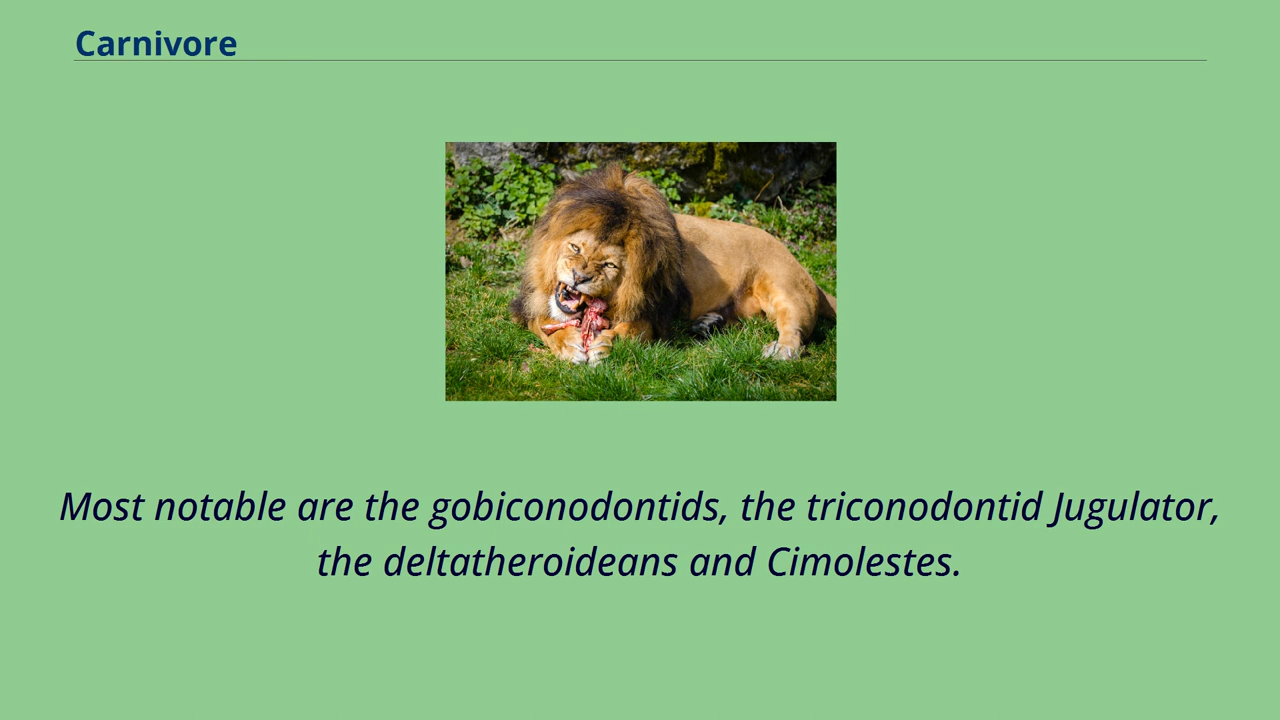 Carnivore
Most notable are the gobiconodontids, the triconodontid Jugulator,
the deltatheroideans and Cimolestes.